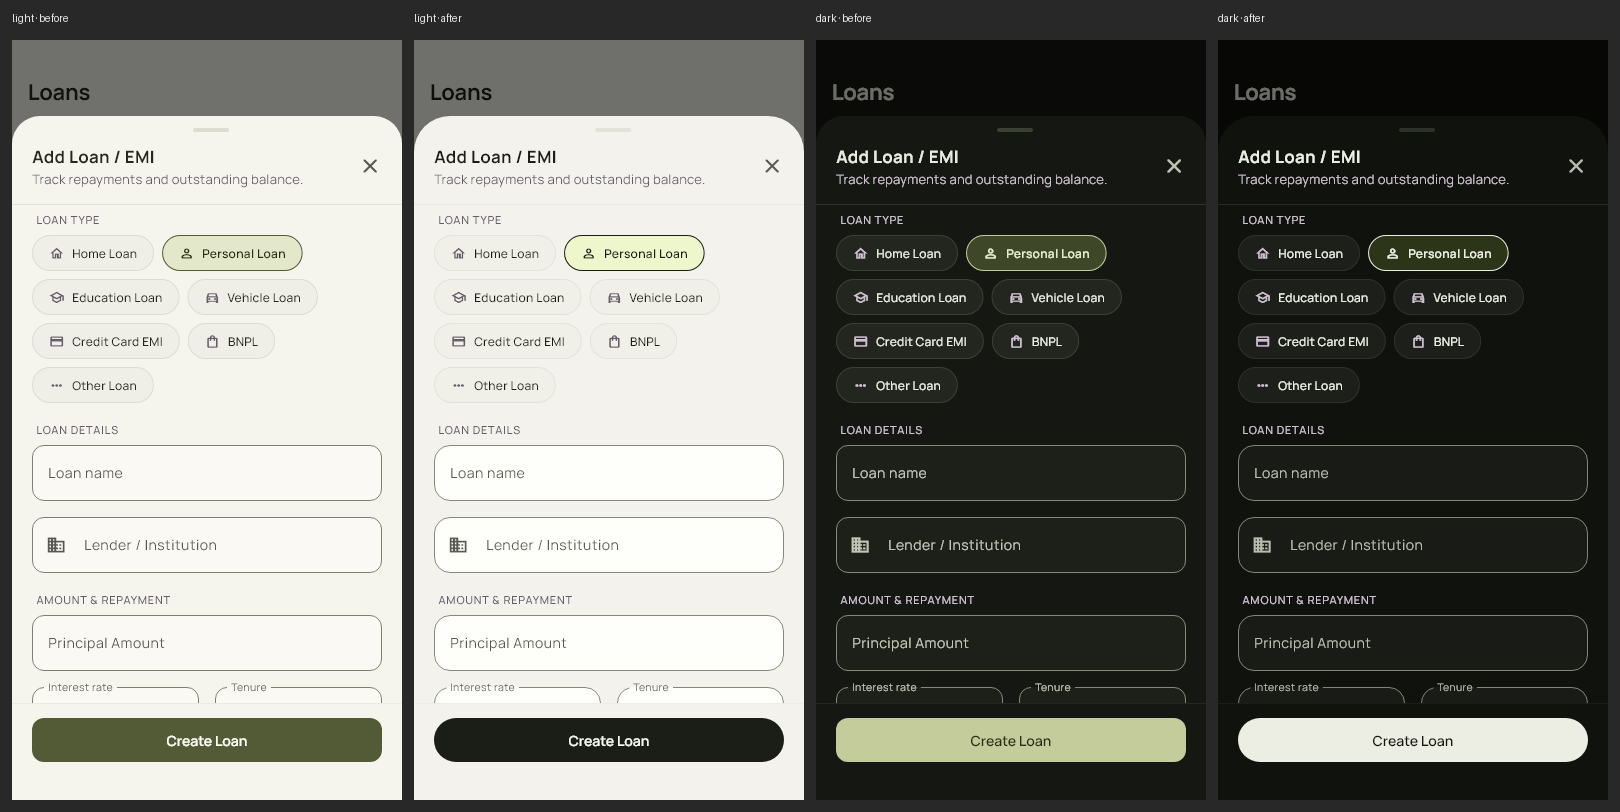 light·before
Loans
Add Loan / EMI
Track repayments and outstanding balance.
LOAN TYPE
Home Loan
Personal Loan
Education Loan
Vehicle Loan
Credit Card EMI
BNPL
Other Loan
LOAN DETAILS
Loan name
Lender / Institution
AMOUNT & REPAYMENT
Principal Amount
Interest rate
Tenure
Create Loan
light·after
Loans
Add Loan / EMI
Track repayments and outstanding balance.
LOAN TYPE
Home Loan
Personal Loan
Education Loan
Vehicle Loan
Credit Card EMI
BNPL
Other Loan
LOAN DETAILS
Loan name
Lender / Institution
AMOUNT & REPAYMENT
Principal Amount
Interest rate
Tenure
Create Loan
dark·before
Loans
Add Loan / EMI
Track repayments and outstanding balance.
LOAN TYPE
Home Loan
Personal Loan
Education Loan
Vehicle Loan
Credit Card EMI
BNPL
Other Loan
LOAN DETAILS
Loan name
Lender / Institution
AMOUNT & REPAYMENT
Principal Amount
Interest rate
Tenure
Create Loan
dark·after
Loans
Add Loan / EMI
Track repayments and outstanding balance.
LOAN TYPE
Home Loan
Personal Loan
Education Loan
Vehicle Loan
Credit Card EMI
BNPL
Other Loan
LOAN DETAILS
Loan name
Lender / Institution
AMOUNT & REPAYMENT
Principal Amount
Interest rate
Tenure
Create Loan